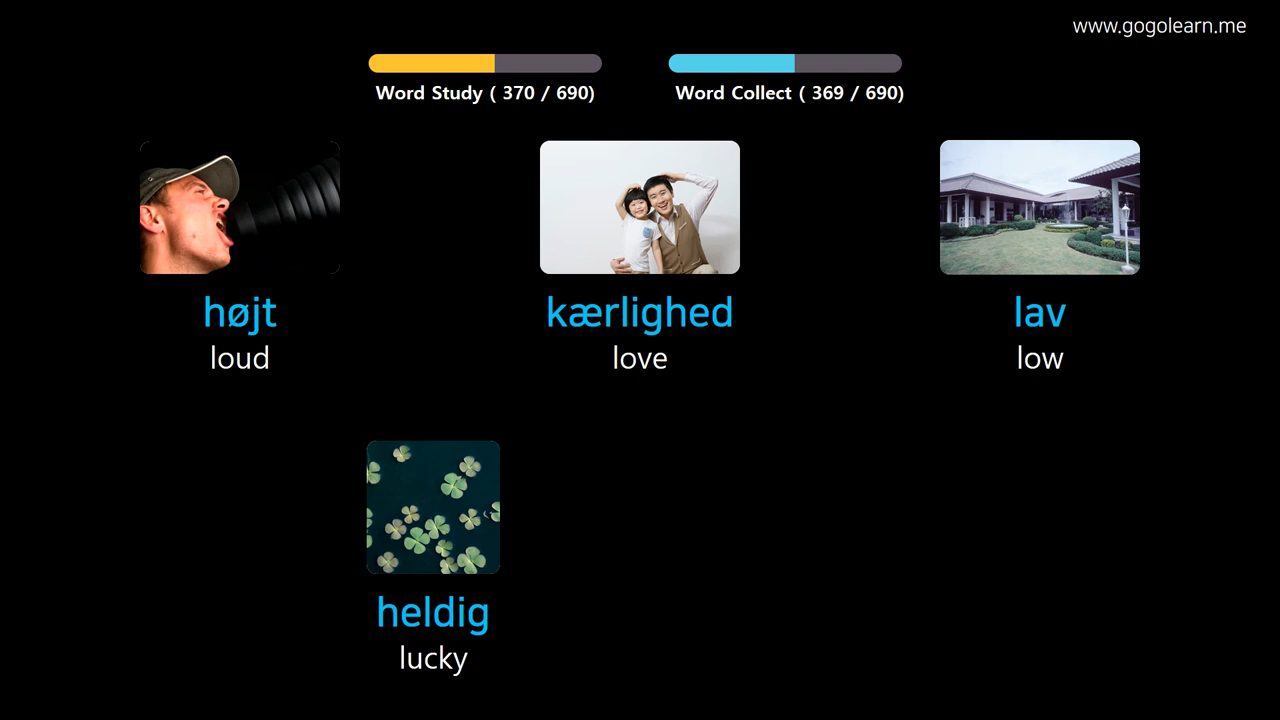 www.gogolearn.me
Word Study ( 370 / 690)
Word Collect ( 369 / 690)
højt
loud
kærlighed
love
lav
low
heldig
lucky